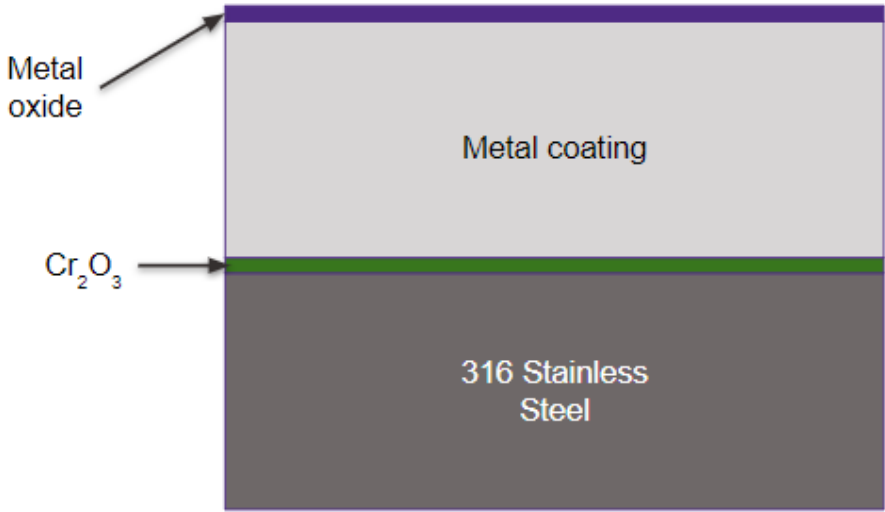 Metal
oxide
Metal coating
Cr₂O₃
316 Stainless
Steel